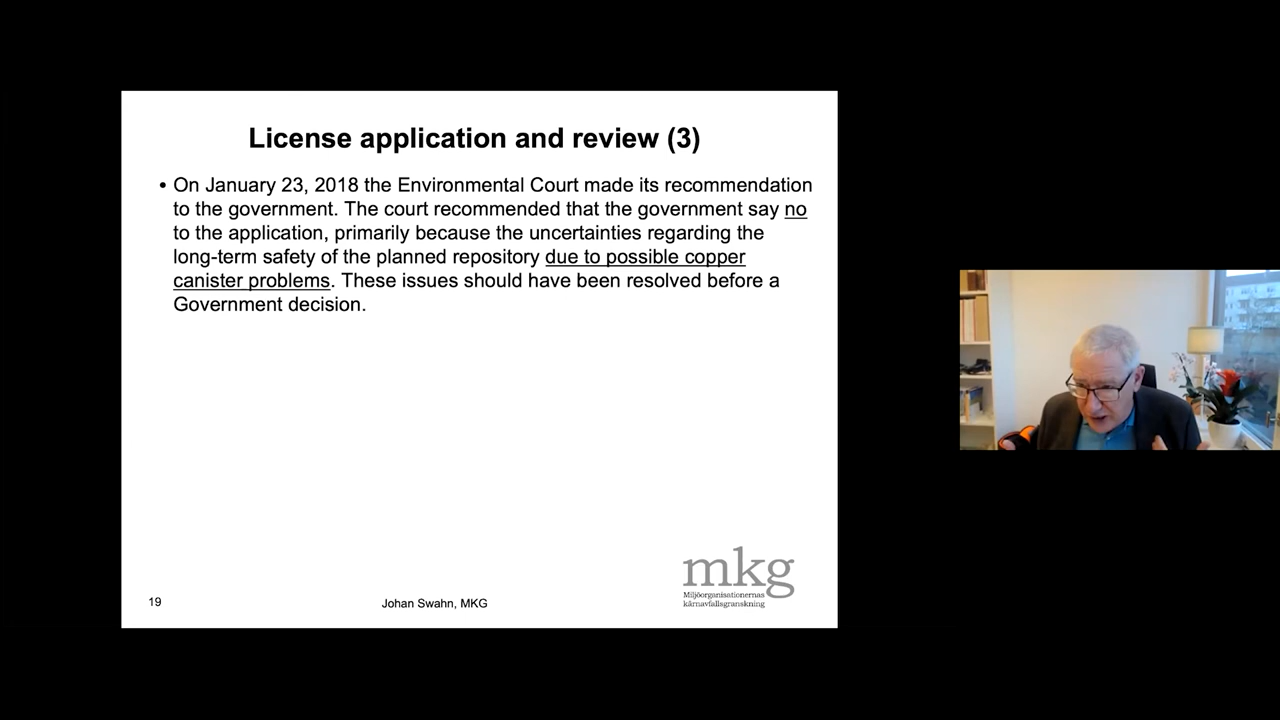 License application and review (3)
• On January 23, 2018 the Environmental Court made its recommendation
to the government. The court recommended that the government say no
to the application, primarily because the uncertainties regarding the
long-term safety of the planned repository due to possible copper
canister problems. These issues should have been resolved before a
Government decision.
mkg
Miljöorganisationernas
kärnavfallsgranskning
19
Johan Swahn, MKG